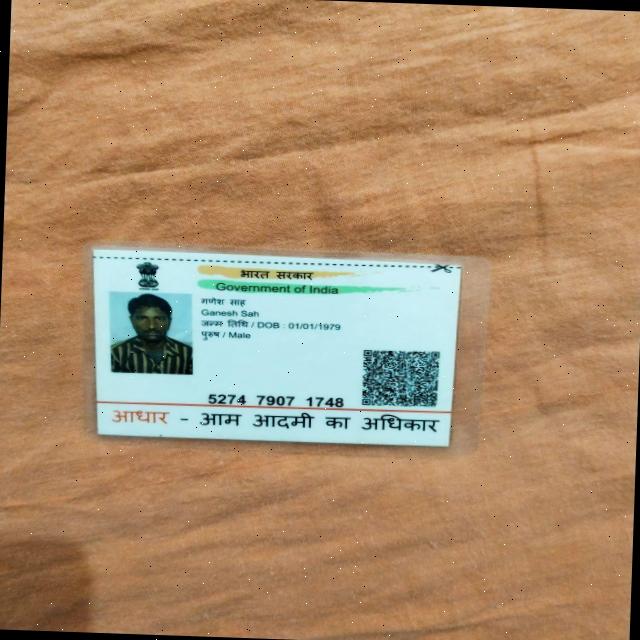 भारत सरकार
Government of India
गणेश साह
Ganesh Sah
जन्म तिथि / DOB : 01/01/1979
पुरुष / Male
5274 7907 1748
आधार - आम आदमी का अधिकार